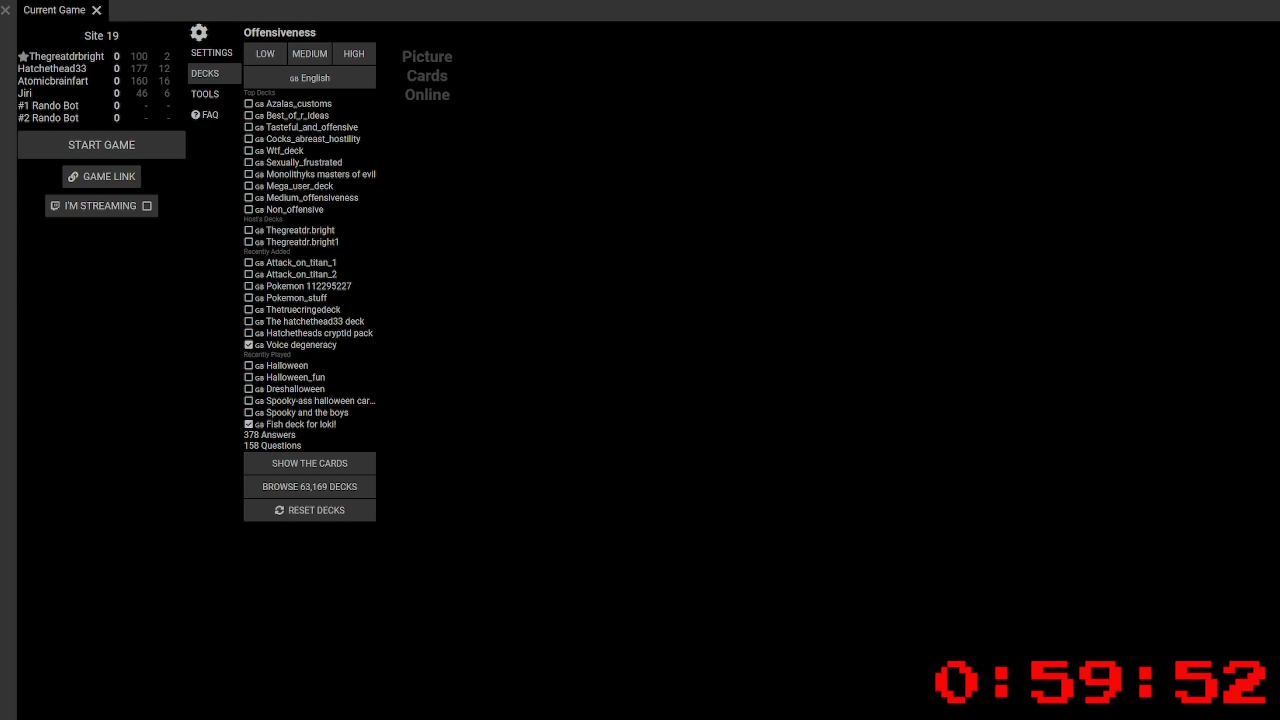 Current Game
Site 19
Thegreatdrbright 0 100 2
Hatchethead33 0 177 12
Atomicbrainfart 0 160 16
Jiri 0 46 6
#1 Rando Bot 0 - -
#2 Rando Bot 0 - -
START GAME
GAME LINK
I'M STREAMING
SETTINGS
DECKS
TOOLS
FAQ
Offensiveness
LOW MEDIUM HIGH
GB English
Top Decks
GB Azalas_customs
GB Best_of_r_ideas
GB Tasteful_and_offensive
GB Cocks_abreast_hostility
GB Wtf_deck
GB Sexually_frustrated
GB Monolithyks masters of evil
GB Mega_user_deck
GB Medium_offensiveness
GB Non_offensive
Host's Decks
GB Thegreatdr.bright
GB Thegreatdr.bright1
Recently Added
GB Attack_on_titan_1
GB Attack_on_titan_2
GB Pokemon 112295227
GB Pokemon_stuff
GB Thetruecringedeck
GB The hatchethead33 deck
GB Hatchetheads cryptid pack
GB Voice degeneracy
Recently Played
GB Halloween
GB Halloween_fun
GB Dreshalloween
GB Spooky-ass halloween car...
GB Spooky and the boys
GB Fish deck for loki!
378 Answers
158 Questions
SHOW THE CARDS
BROWSE 63,169 DECKS
RESET DECKS
Picture
Cards
Online
0:59:52